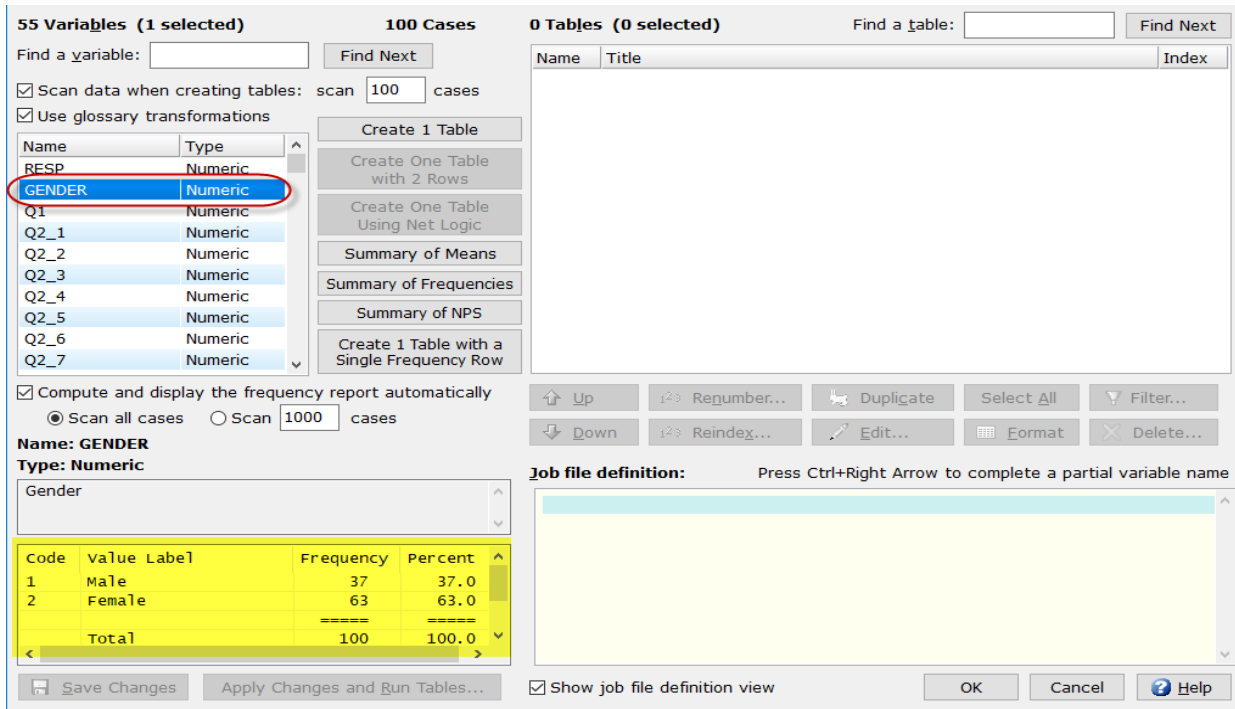 55 Variables (1 selected) 100 Cases
Find a variable: Find Next
Scan data when creating tables: scan 100 cases
Use glossary transformations
Name Type
RESP Numeric
GENDER Numeric
Q1 Numeric
Q2_1 Numeric
Q2_2 Numeric
Q2_3 Numeric
Q2_4 Numeric
Q2_5 Numeric
Q2_6 Numeric
Q2_7 Numeric
Create 1 Table
Create One Table
with 2 Rows
Create One Table
Using Net Logic
Summary of Means
Summary of Frequencies
Summary of NPS
Create 1 Table with a
Single Frequency Row
Compute and display the frequency report automatically
Scan all cases Scan 1000 cases
Name: GENDER
Type: Numeric
Gender
Code Value Label Frequency Percent
1 Male 37 37.0
2 Female 63 63.0
===== =====
Total 100 100.0
Save Changes Apply Changes and Run Tables...
0 Tables (0 selected) Find a table: Find Next
Name Title Index
Up Renumber... Duplicate Select All Filter...
Down Reindex... Edit... Format Delete...
Job file definition: Press Ctrl+Right Arrow to complete a partial variable name
Show job file definition view OK Cancel Help